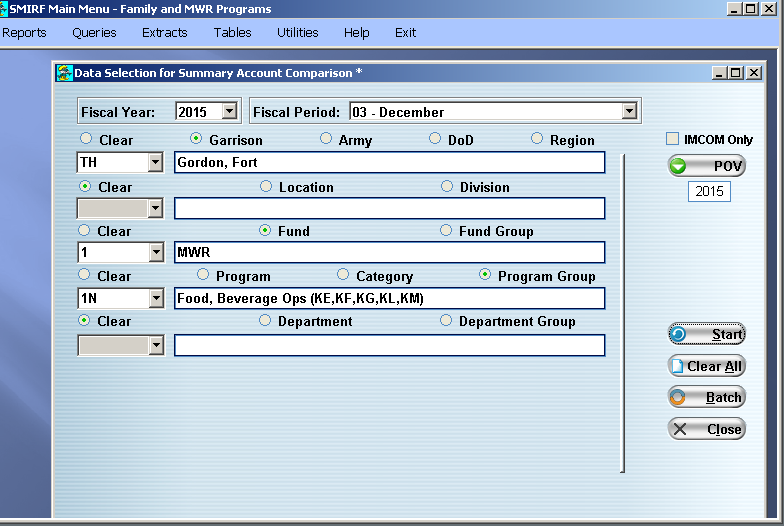 SMIRF Main Menu - Family and MWR Programs
Reports Queries Extracts Tables Utilities Help Exit
Data Selection for Summary Account Comparison *
Fiscal Year: 2015 Fiscal Period: 03 - December
Clear Garrison Army DoD Region IMCOM Only
TH Gordon, Fort POV
Clear Location Division 2015
Clear Fund Fund Group
1 MWR
Clear Program Category Program Group
1N Food, Beverage Ops (KE,KF,KG,KL,KM)
Clear Department Department Group
Start
Clear All
Batch
Close